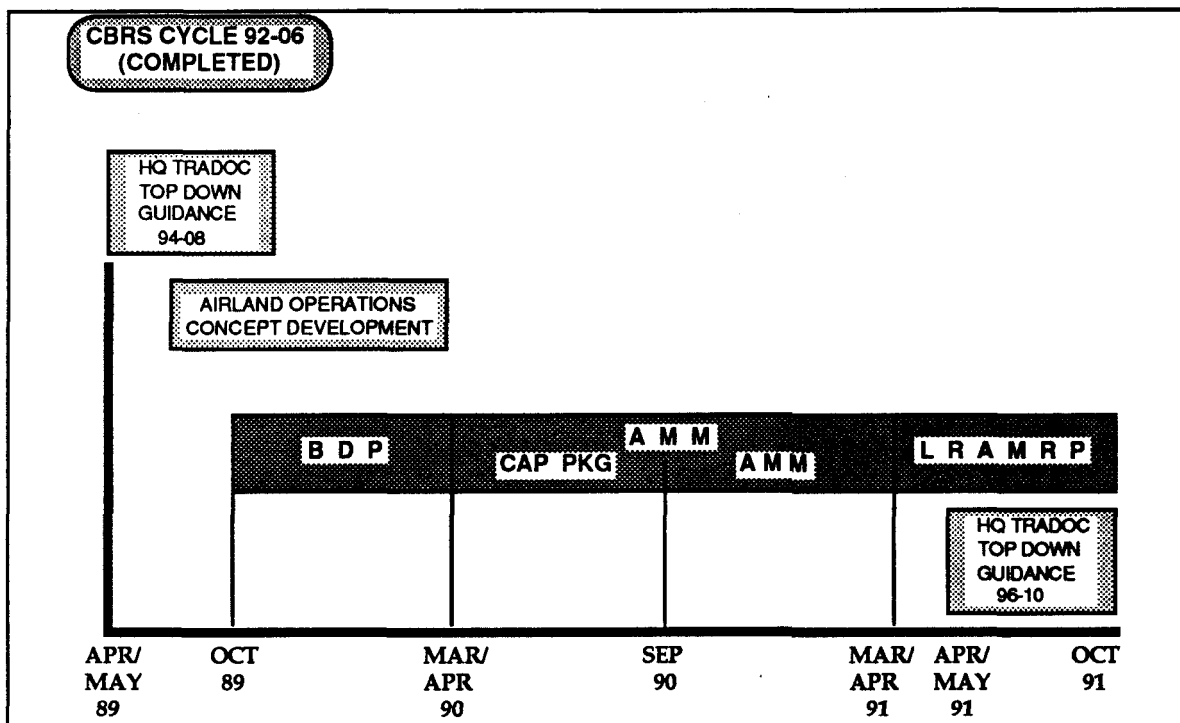 CBRS CYCLE 92-06
(COMPLETED)
HQ TRADOC
TOP DOWN
GUIDANCE
94-08
AIRLAND OPERATIONS
CONCEPT DEVELOPMENT
B D P
CAP PKG
A M M
A M M
L R A M R P
HQ TRADOC
TOP DOWN
GUIDANCE
96-10
APR/
MAY
89
OCT
89
MAR/
APR
90
SEP
90
MAR/
APR
91
APR/
MAY
91
OCT
91